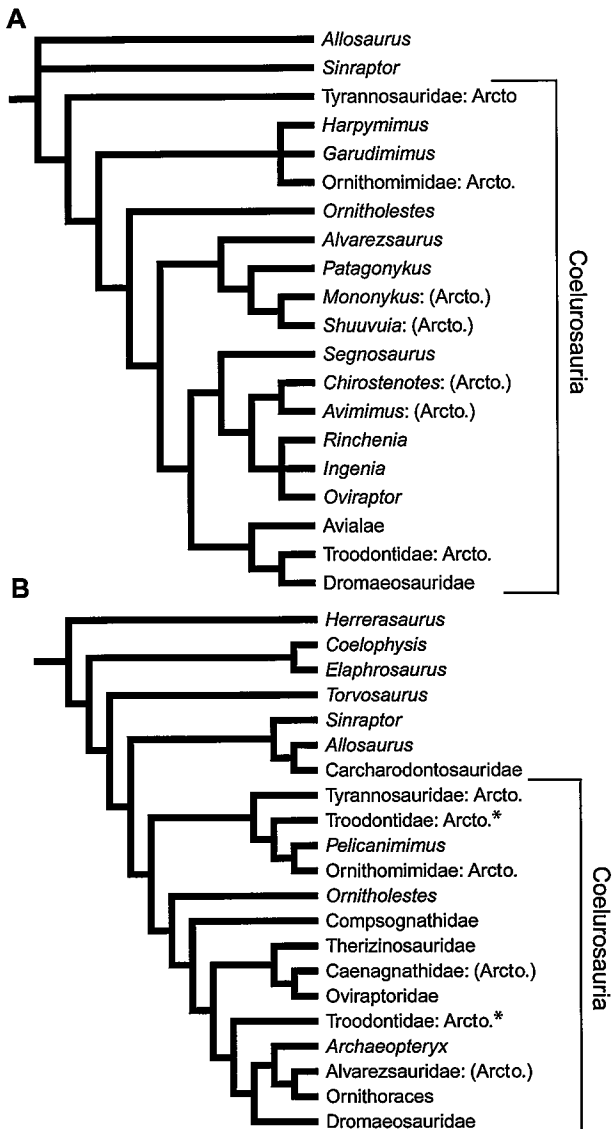 A
Allosaurus
Sinraptor
Tyrannosauridae: Arcto
Harpymimus
Garudimimus
Ornithomimidae: Arcto.
Ornitholestes
Alvarezsaurus
Patagonykus
Mononykus: (Arcto.)
Shuuvuia: (Arcto.)
Segnosaurus
Chirostenotes: (Arcto.)
Avimimus: (Arcto.)
Rinchenia
Ingenia
Oviraptor
Avialae
Troodontidae: Arcto.
Dromaeosauridae
Coelurosauria
B
Herrerasaurus
Coelophysis
Elaphrosaurus
Torvosaurus
Sinraptor
Allosaurus
Carcharodontosauridae
Tyrannosauridae: Arcto.
Troodontidae: Arcto.*
Pelicanimimus
Ornithomimidae: Arcto.
Ornitholestes
Compsognathidae
Therizinosauridae
Caenagnathidae: (Arcto.)
Oviraptoridae
Troodontidae: Arcto.*
Archaeopteryx
Alvarezsauridae: (Arcto.)
Ornithoraces
Dromaeosauridae
Coelurosauria